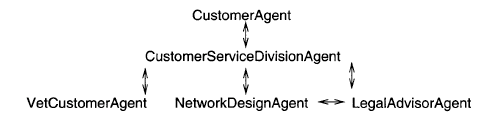 CustomerAgent
CustomerServiceDivisionAgent
VetCustomerAgent NetworkDesignAgent LegalAdvisorAgent